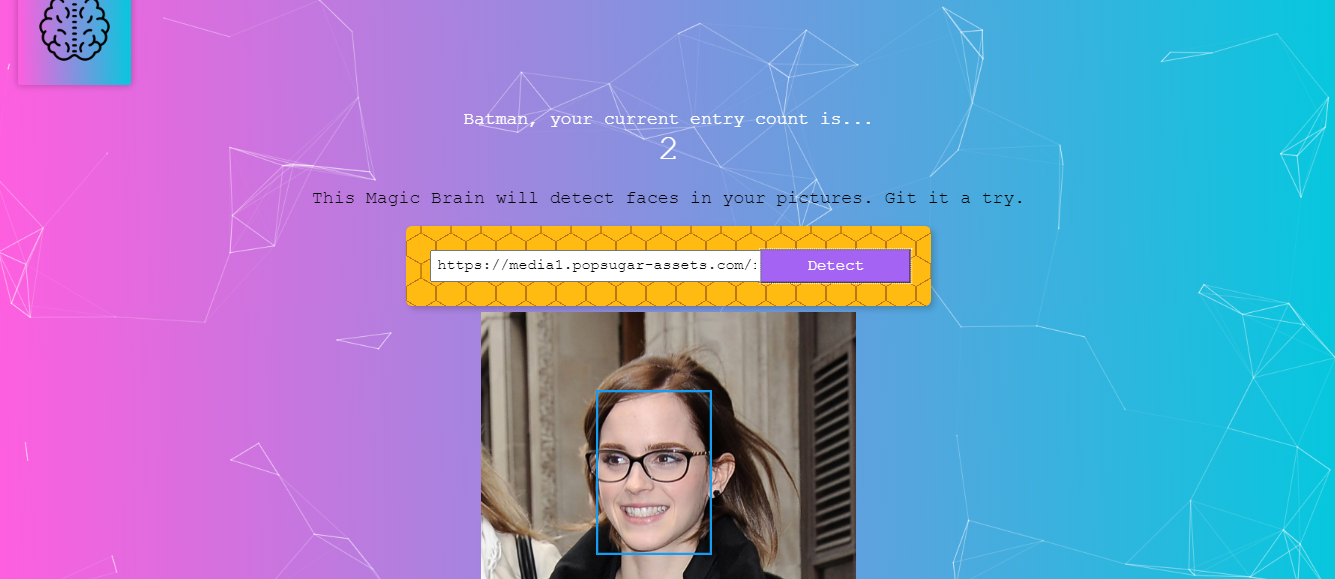 Batman, your current entry count is...
2
This Magic Brain will detect faces in your pictures. Git it a try.
https://media1.popsugar-assets.com/
Detect